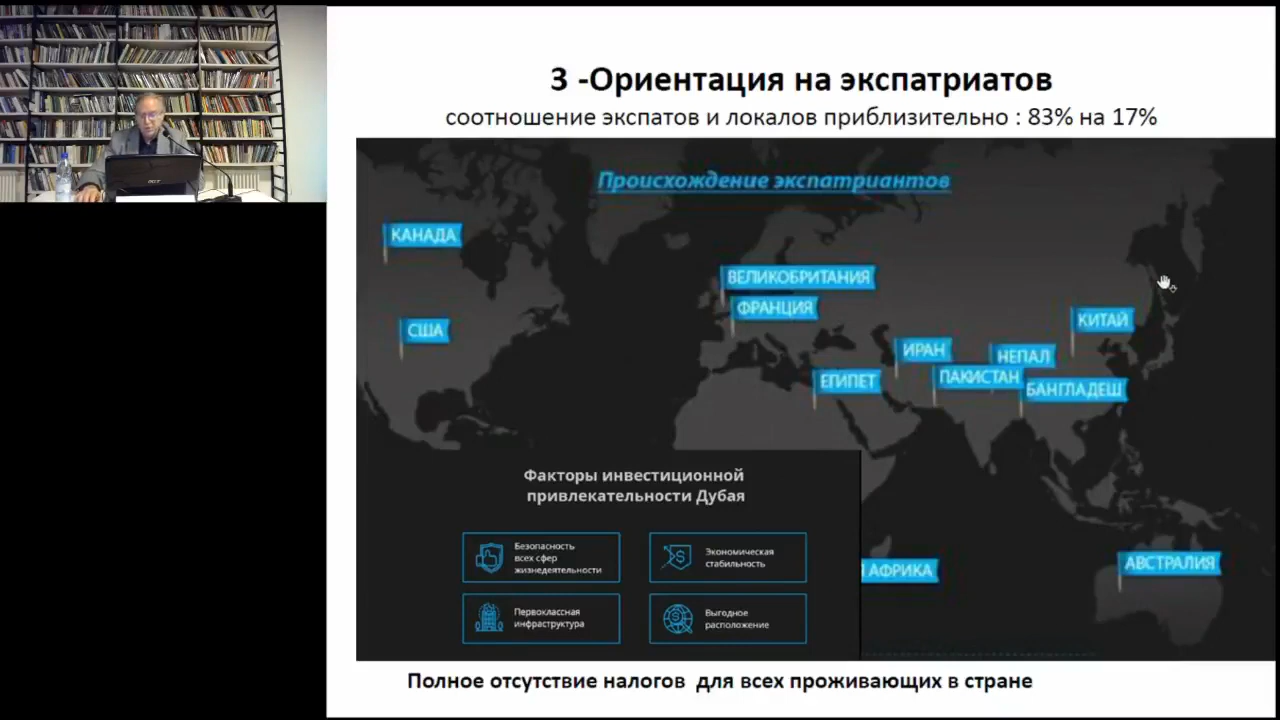 3 -Ориентация на экспатриатов
соотношение экспатов и локалов приблизительно : 83% на 17%
Происхождение экспатриантов
КАНАДА
ВЕЛИКОБРИТАНИЯ
ФРАНЦИЯ
США
КИТАЙ
ИРАН
НЕПАЛ
ПАКИСТАН
ЕГИПЕТ
БАНГЛАДЕШ
Факторы инвестиционной
привлекательности Дубая
Безопасность
всех сфер
жизнедеятельности
Экономическая
стабильность
Первоклассная
инфраструктура
Выгодное
расположение
АФРИКА
АВСТРАЛИЯ
Полное отсутствие налогов для всех проживающих в стране